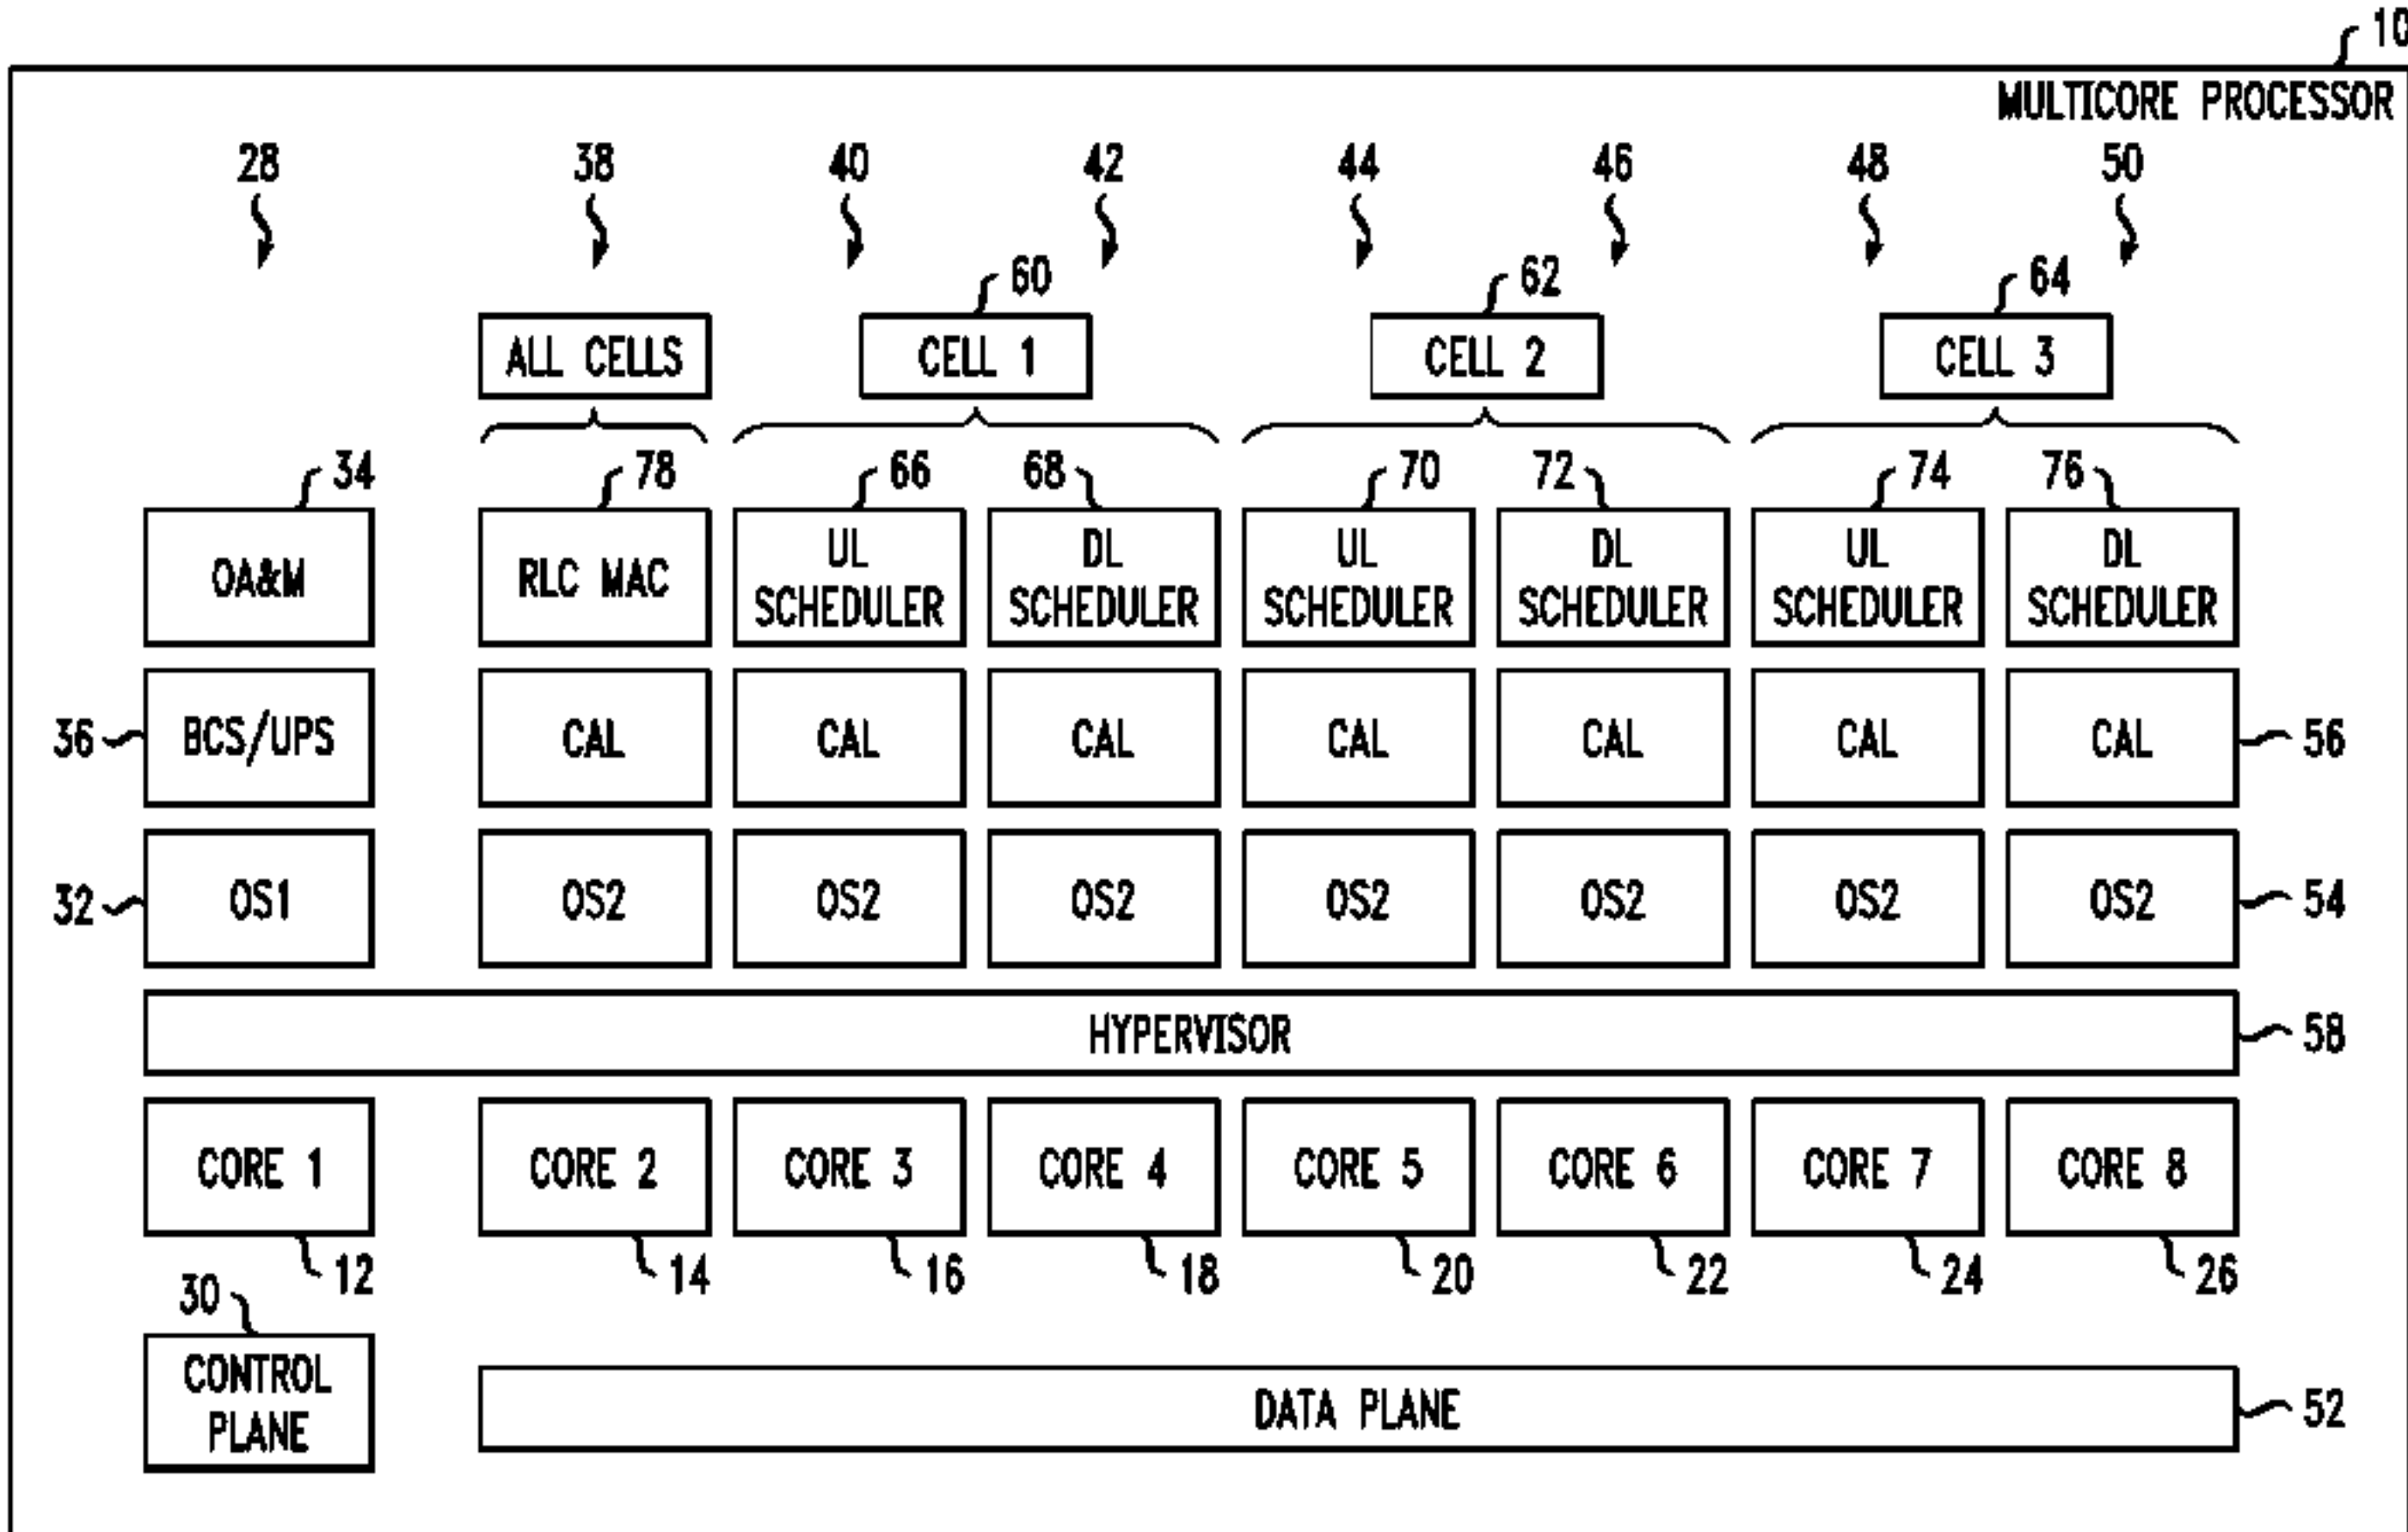 10
MULTICORE PROCESSOR
28 38 40 42 44 46 48 50
60 62 64
ALL CELLS CELL 1 CELL 2 CELL 3
34 78 66 68 70 72 74 76
OA&M RLC MAC UL SCHEDULER DL SCHEDULER UL SCHEDULER DL SCHEDULER UL SCHEDULER DL SCHEDULER
36 BCS/UPS CAL CAL CAL CAL CAL CAL CAL 56
32 OS1 OS2 OS2 OS2 OS2 OS2 OS2 OS2 54
HYPERVISOR 58
CORE 1 CORE 2 CORE 3 CORE 4 CORE 5 CORE 6 CORE 7 CORE 8
12 14 16 18 20 22 24 26
30
CONTROL PLANE
DATA PLANE 52